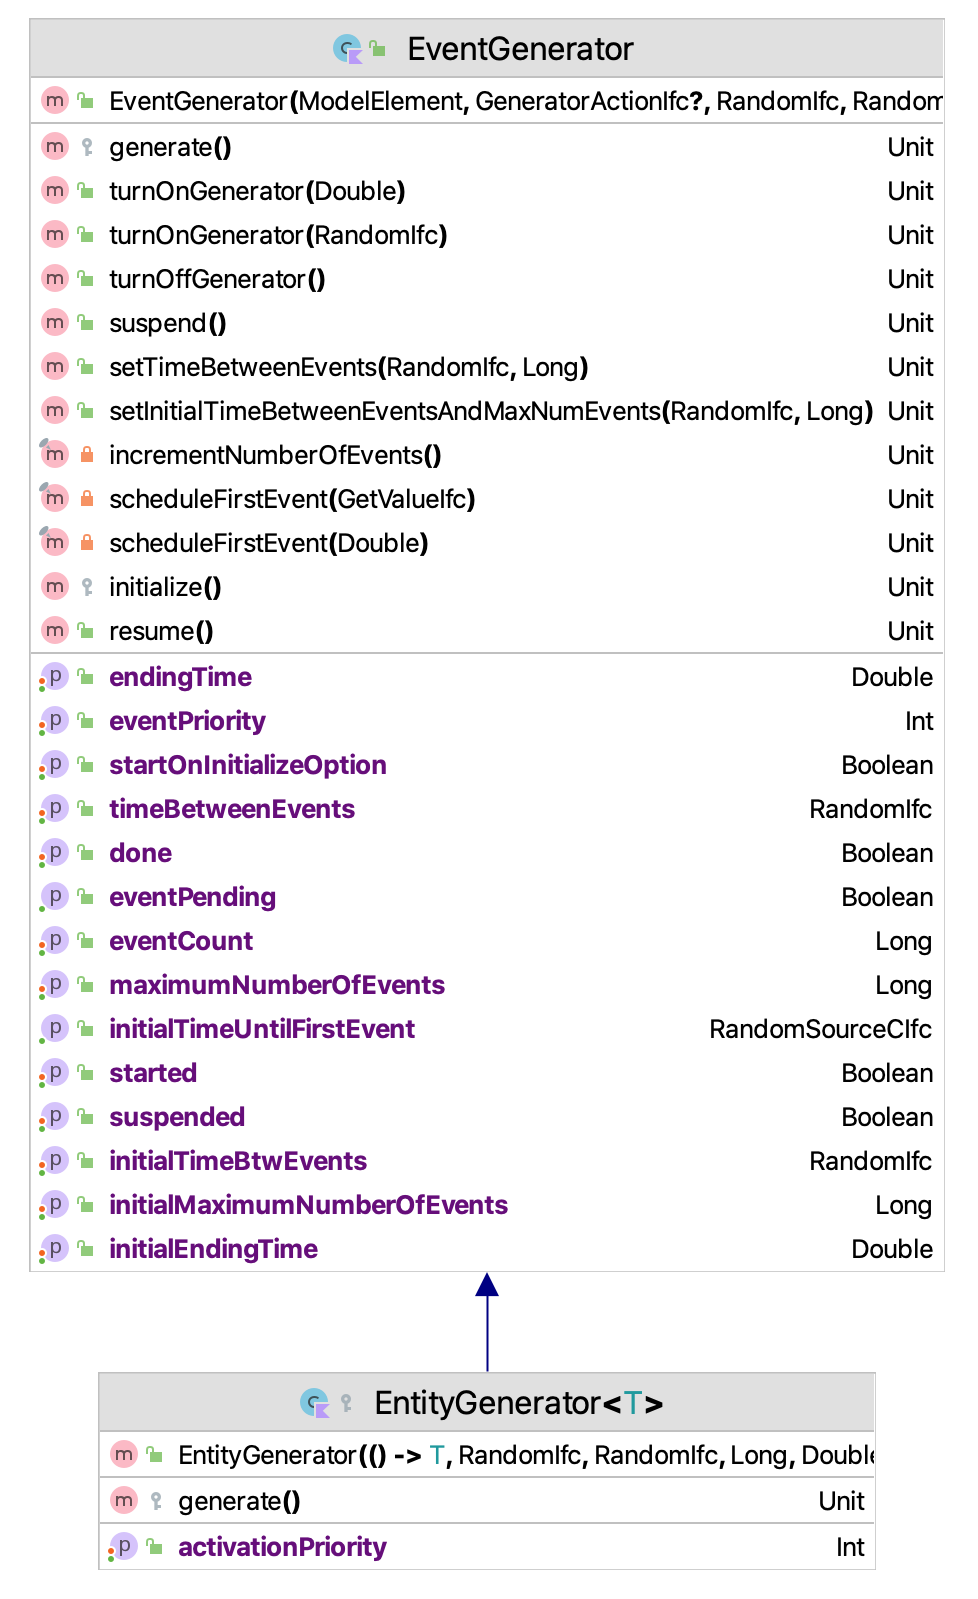 EventGenerator
EventGenerator(ModelElement, GeneratorActionIfc?, RandomIfc, Random
generate() Unit
turnOnGenerator(Double) Unit
turnOnGenerator(RandomIfc) Unit
turnOffGenerator() Unit
suspend() Unit
setTimeBetweenEvents(RandomIfc, Long) Unit
setInitialTimeBetweenEventsAndMaxNumEvents(RandomIfc, Long) Unit
incrementNumberOfEvents() Unit
scheduleFirstEvent(GetValueIfc) Unit
scheduleFirstEvent(Double) Unit
initialize() Unit
resume() Unit
endingTime Double
eventPriority Int
startOnInitializeOption Boolean
timeBetweenEvents RandomIfc
done Boolean
eventPending Boolean
eventCount Long
maximumNumberOfEvents Long
initialTimeUntilFirstEvent RandomSourceCIfc
started Boolean
suspended Boolean
initialTimeBtwEvents RandomIfc
initialMaximumNumberOfEvents Long
initialEndingTime Double
EntityGenerator<T>
EntityGenerator(() -> T, RandomIfc, RandomIfc, Long, Double
generate() Unit
activationPriority Int